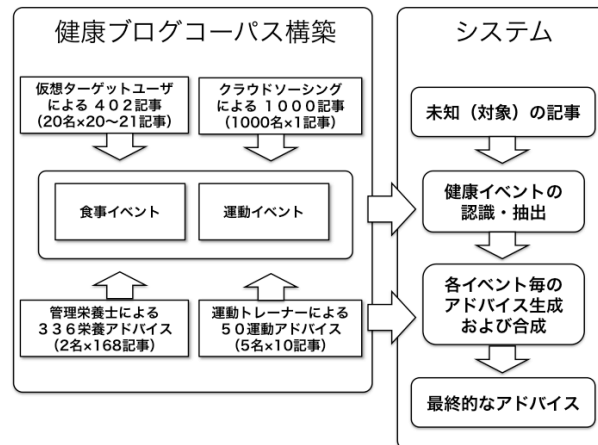 健康ブログコーパス構築
仮想ターゲットユーザ
による 402記事
(20名×20〜21記事)
クラウドソーシング
による 1000記事
(1000名×1記事)
食事イベント
運動イベント
管理栄養士による
336栄養アドバイス
(2名×168記事)
運動トレーナーによる
50運動アドバイス
(5名×10記事)
システム
未知（対象）の記事
健康イベントの
認識・抽出
各イベント毎の
アドバイス生成
および合成
最終的なアドバイス